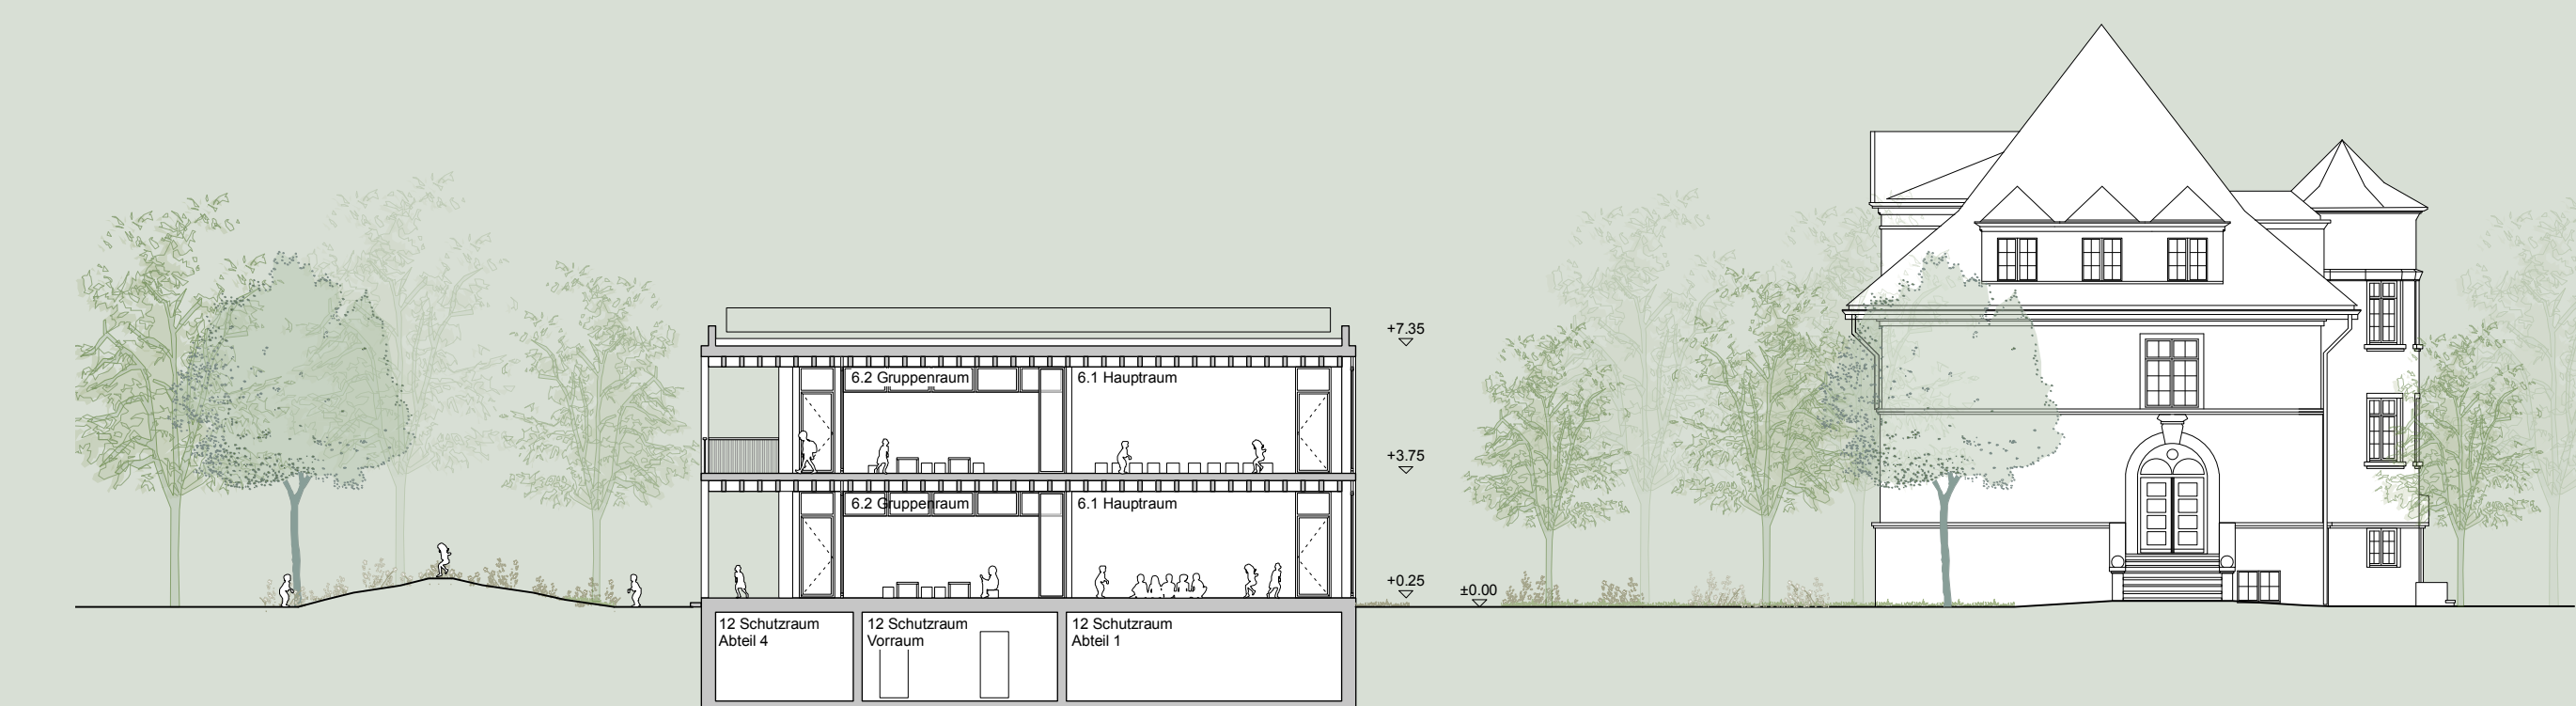 +7.35
6.2 Gruppenraum
6.1 Hauptraum
+3.75
6.2 Gruppenraum
6.1 Hauptraum
+0.25
±0.00
12 Schutzraum
Abteil 4
12 Schutzraum
Vorraum
12 Schutzraum
Abteil 1